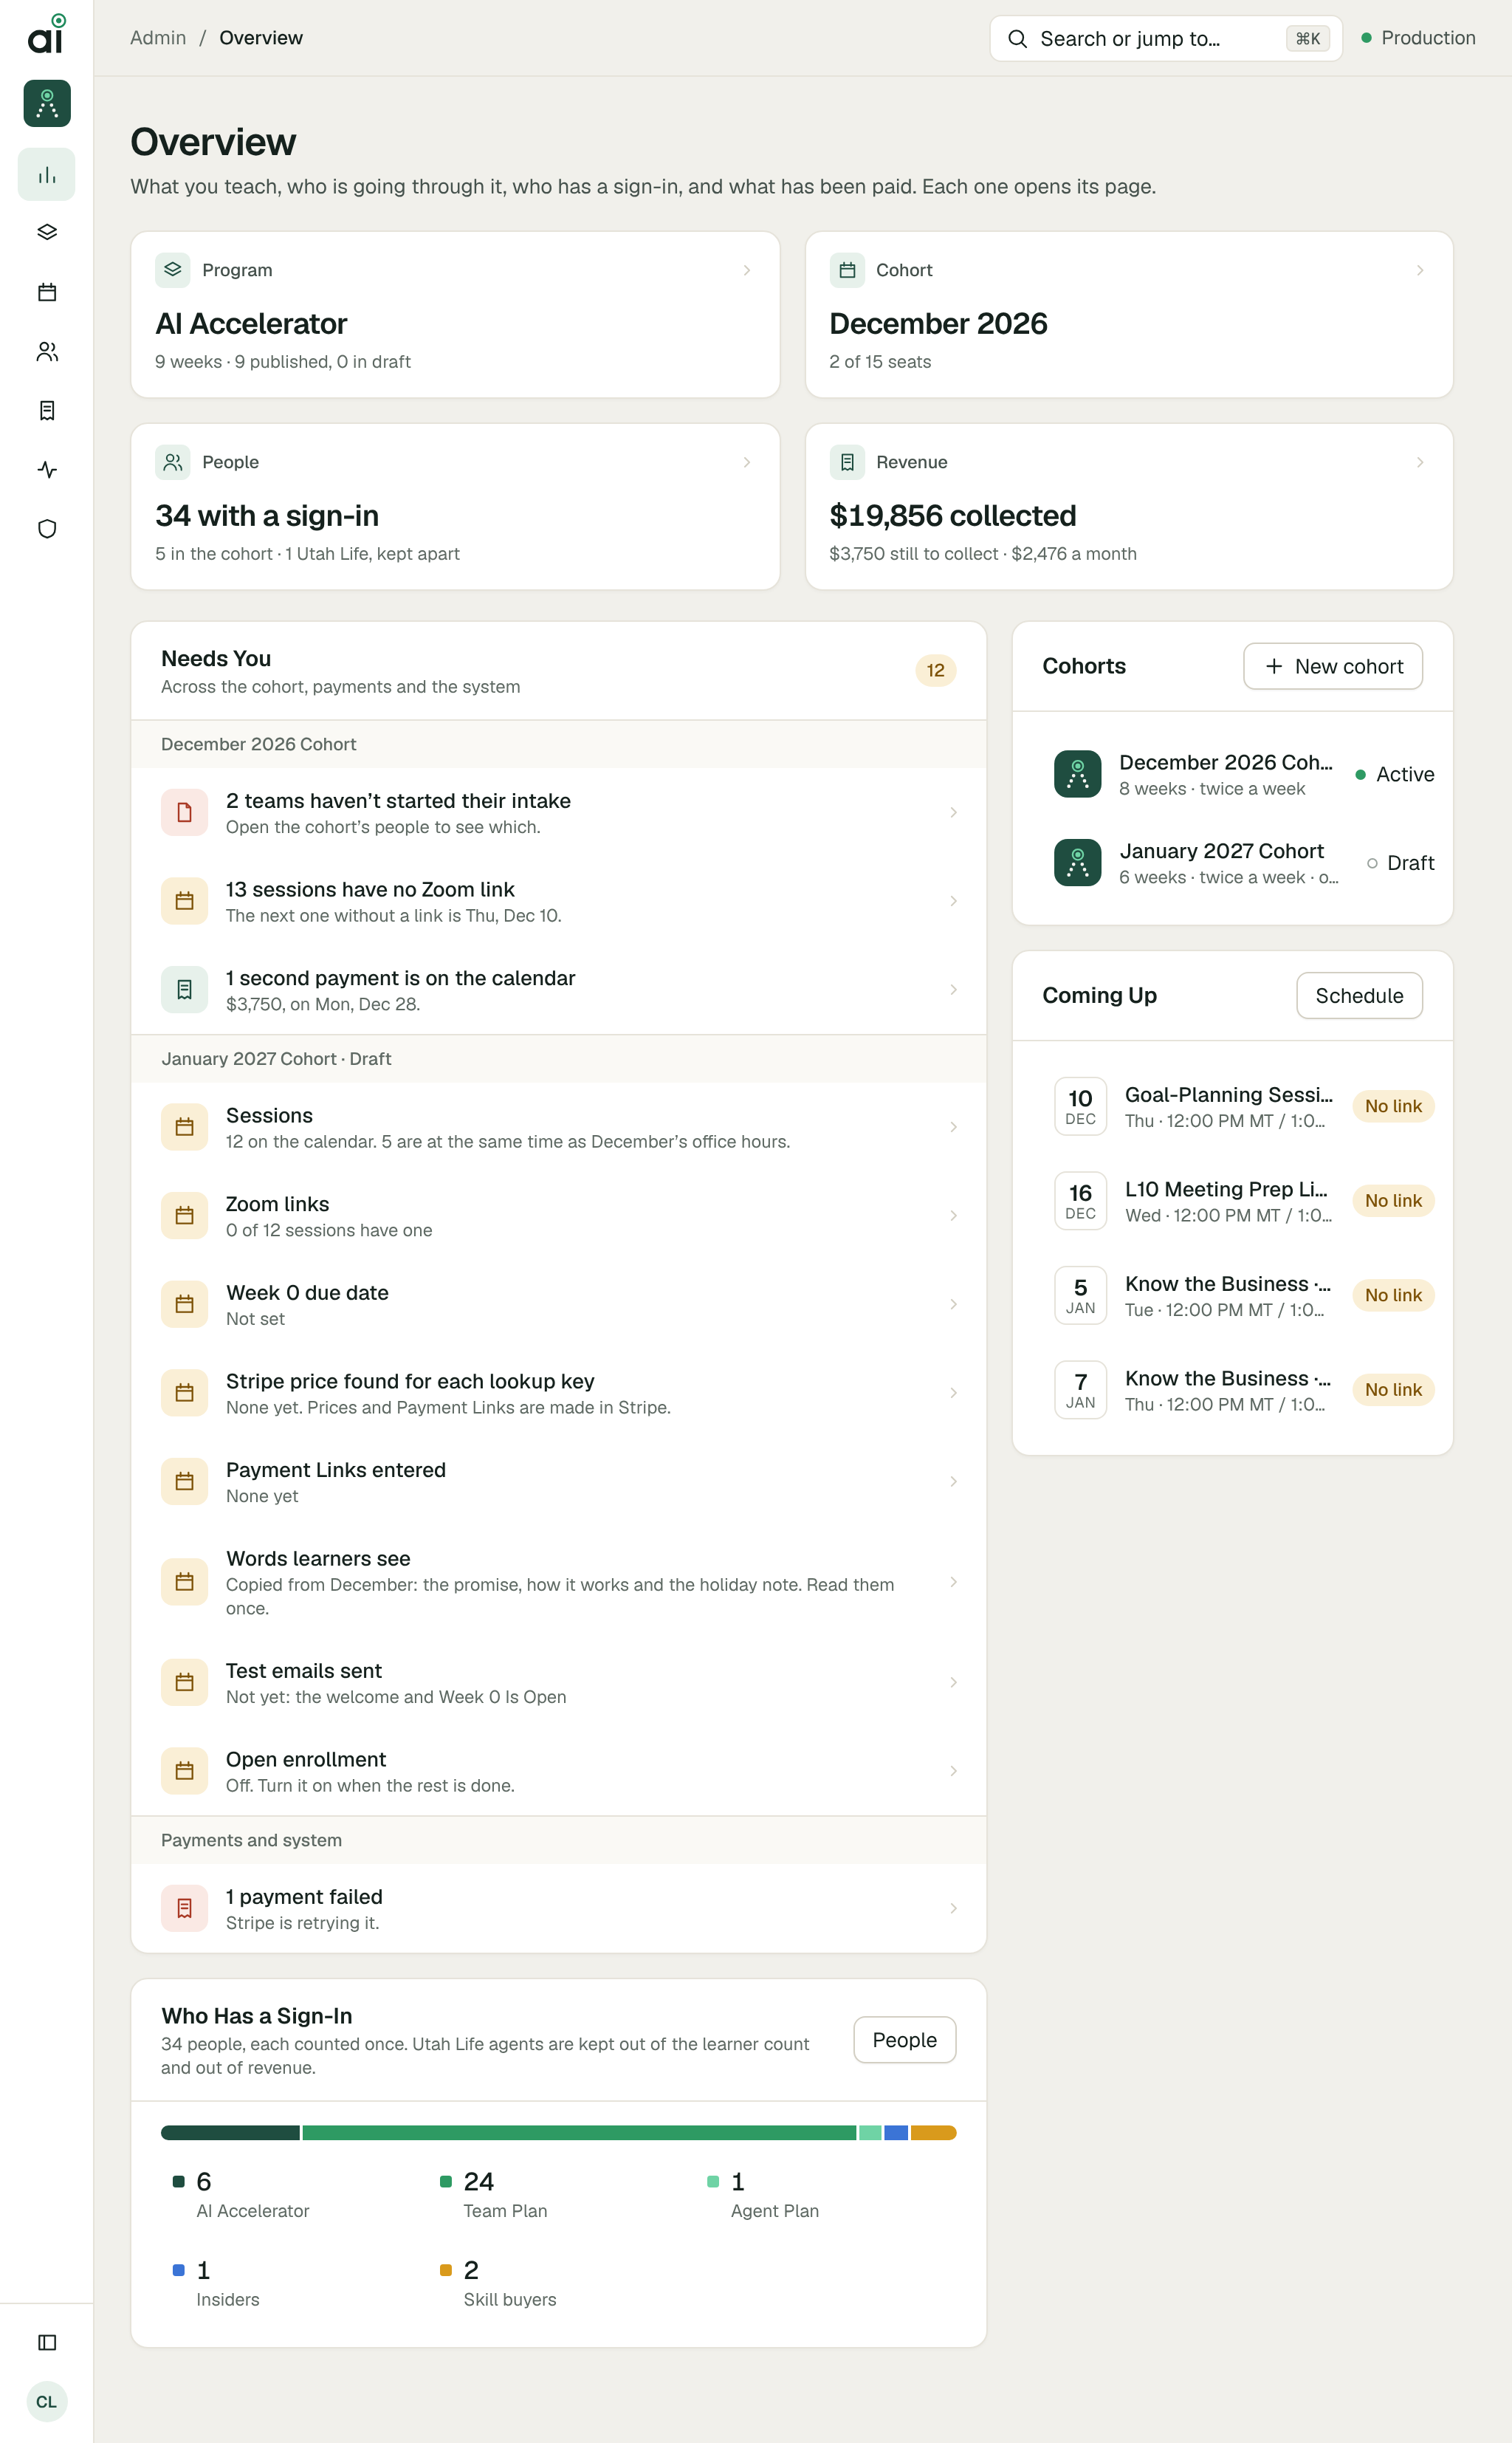 ai
Admin / Overview
Search or jump to...
⌘K
Production
Overview
What you teach, who is going through it, who has a sign-in, and what has been paid. Each one opens its page.
Program
AI Accelerator
9 weeks · 9 published, 0 in draft
Cohort
December 2026
2 of 15 seats
People
34 with a sign-in
5 in the cohort · 1 Utah Life, kept apart
Revenue
$19,856 collected
$3,750 still to collect · $2,476 a month
Needs You
Across the cohort, payments and the system
12
December 2026 Cohort
2 teams haven’t started their intake
Open the cohort’s people to see which.
13 sessions have no Zoom link
The next one without a link is Thu, Dec 10.
1 second payment is on the calendar
$3,750, on Mon, Dec 28.
January 2027 Cohort · Draft
Sessions
12 on the calendar. 5 are at the same time as December’s office hours.
Zoom links
0 of 12 sessions have one
Week 0 due date
Not set
Stripe price found for each lookup key
None yet. Prices and Payment Links are made in Stripe.
Payment Links entered
None yet
Words learners see
Copied from December: the promise, how it works and the holiday note. Read them
once.
Test emails sent
Not yet: the welcome and Week 0 Is Open
Open enrollment
Off. Turn it on when the rest is done.
Payments and system
1 payment failed
Stripe is retrying it.
Who Has a Sign-In
34 people, each counted once. Utah Life agents are kept out of the learner count
and out of revenue.
People
6
AI Accelerator
24
Team Plan
1
Agent Plan
1
Insiders
2
Skill buyers
Cohorts
New cohort
December 2026 Coh...
8 weeks · twice a week
Active
January 2027 Cohort
6 weeks · twice a week · o...
Draft
Coming Up
Schedule
10
DEC
Goal-Planning Sessi...
Thu · 12:00 PM MT / 1:0...
No link
16
DEC
L10 Meeting Prep Li...
Wed · 12:00 PM MT / 1:0...
No link
5
JAN
Know the Business ·...
Tue · 12:00 PM MT / 1:0...
No link
7
JAN
Know the Business ·...
Thu · 12:00 PM MT / 1:0...
No link
CL